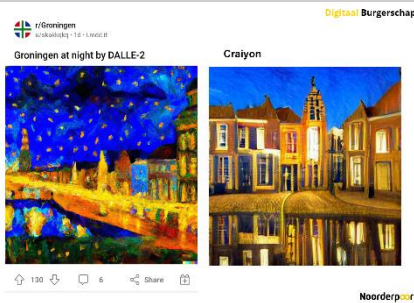 Digitaal Burgerschap
r/Groningen
Groningen at night by DALLE-2
Craiyon
130
6
Share
Noorderpoort